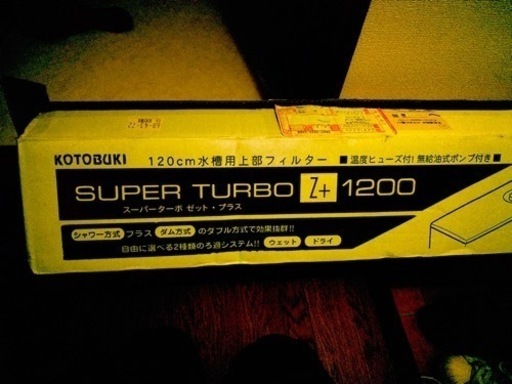 KOTOBUKI 120cm水槽用上部フィルター ■温度ヒューズ付!無給油式ポンプ付き■
SUPER TURBO Z+ 1200
スーパーターボ ゼット・プラス
シャワー方式 プラス ダム方式 のダブル方式で効果抜群!!
自由に選べる2種類のろ過システム!! ウェット ドライ